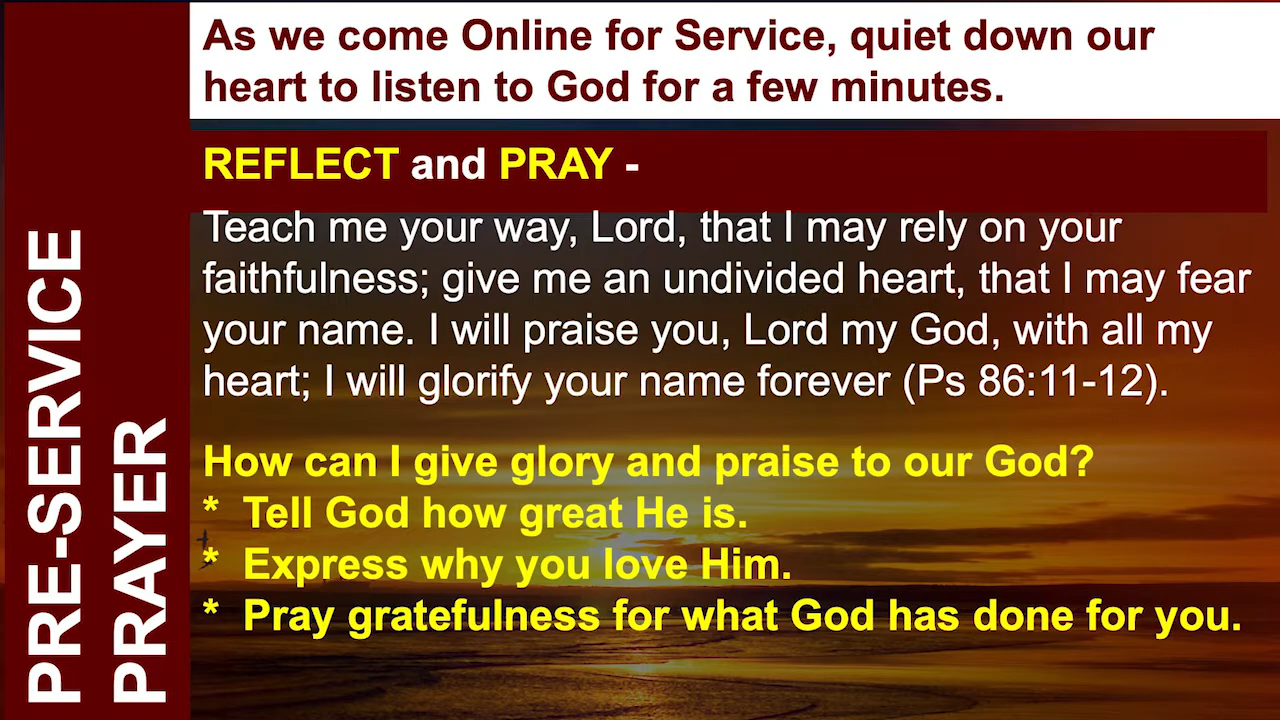 PRE-SERVICE
PRAYER
As we come Online for Service, quiet down our
heart to listen to God for a few minutes.
REFLECT and PRAY -
Teach me your way, Lord, that I may rely on your
faithfulness; give me an undivided heart, that I may fear
your name. I will praise you, Lord my God, with all my
heart; I will glorify your name forever (Ps 86:11-12).
How can I give glory and praise to our God?
* Tell God how great He is.
* Express why you love Him.
* Pray gratefulness for what God has done for you.